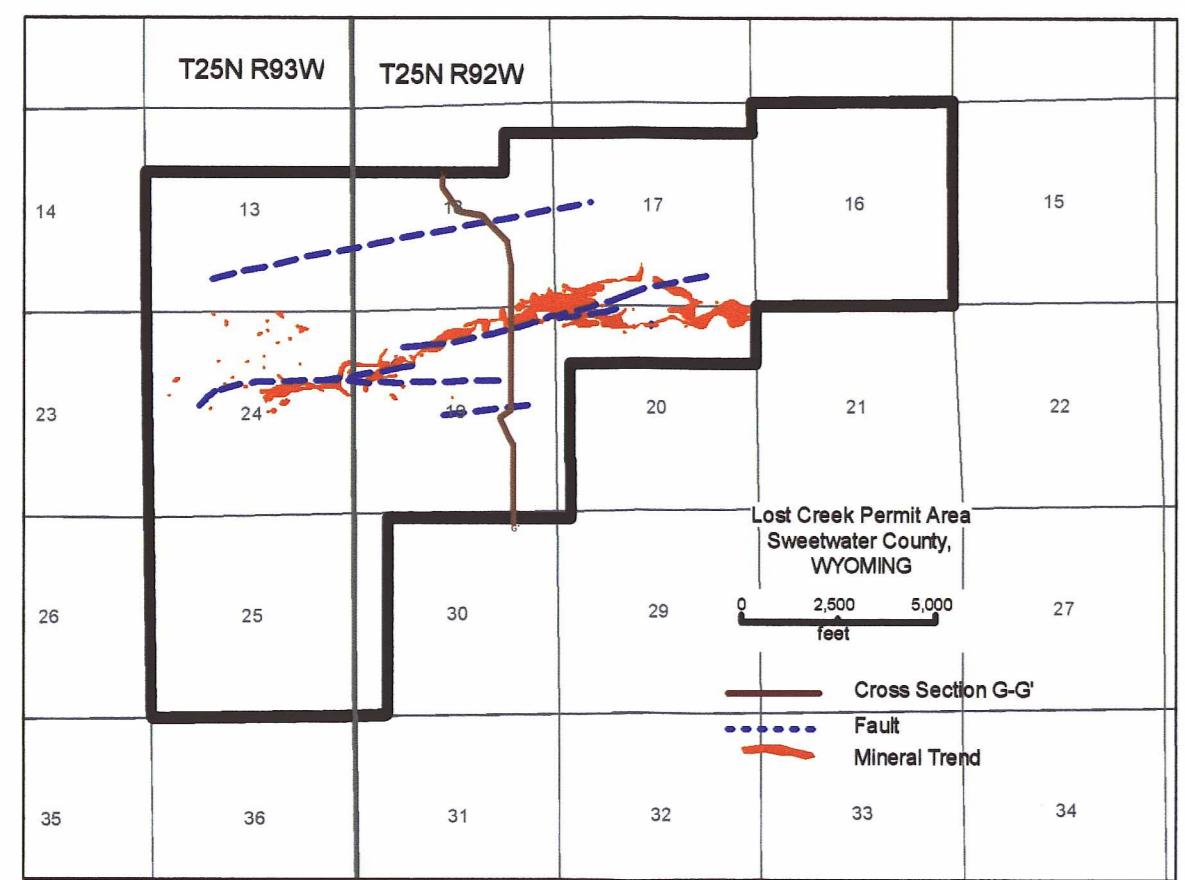 T25N R93W
T25N R92W
14
13
18
17
16
15
23
24
19
20
21
22
Lost Creek Permit Area
Sweetwater County,
WYOMING
0 2,500 5,000
feet
26
25
30
29
27
G'
Cross Section G-G'
Fault
Mineral Trend
35
36
31
32
33
34